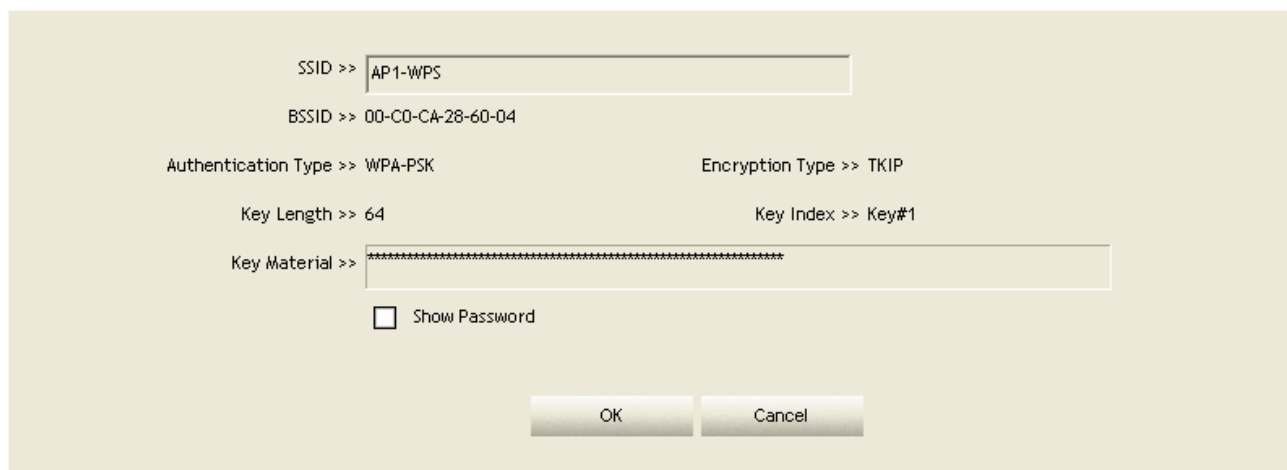 SSID >> AP1-WPS
BSSID >> 00-C0-CA-28-60-04
Authentication Type >> WPA-PSK Encryption Type >> TKIP
Key Length >> 64 Key Index >> Key#1
Key Material >> ****************************************************************
Show Password
OK Cancel